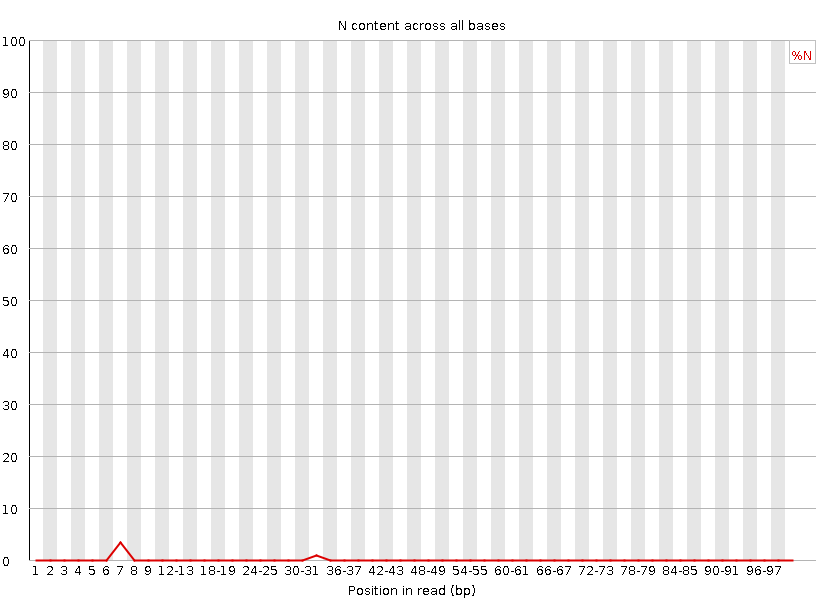 N content across all bases
%N
100
90
80
70
60
50
40
30
20
10
0
1 2 3 4 5 6 7 8 9 12-13 18-19 24-25 30-31 36-37 42-43 48-49 54-55 60-61 66-67 72-73 78-79 84-85 90-91 96-97
Position in read (bp)